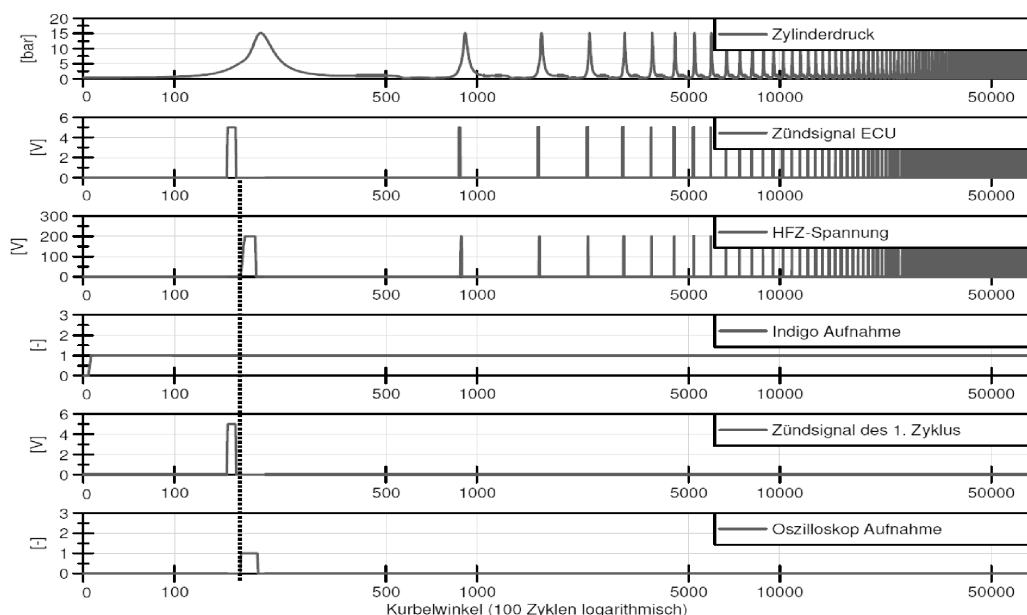 20
15
10
5
0
[bar]
Zylinderdruck
0 100 500 1000 5000 10000 50000
6
4
2
0
[V]
Zündsignal ECU
0 100 500 1000 5000 10000 50000
300
200
100
0
[V]
HFZ-Spannung
0 100 500 1000 5000 10000 50000
3
2
1
0
[-]
Indigo Aufnahme
0 100 500 1000 5000 10000 50000
6
4
2
0
[V]
Zündsignal des 1. Zyklus
0 100 500 1000 5000 10000 50000
3
2
1
0
[-]
Oszilloskop Aufnahme
0 100 500 1000 5000 10000 50000
Kurbelwinkel (100 Zyklen logarithmisch)